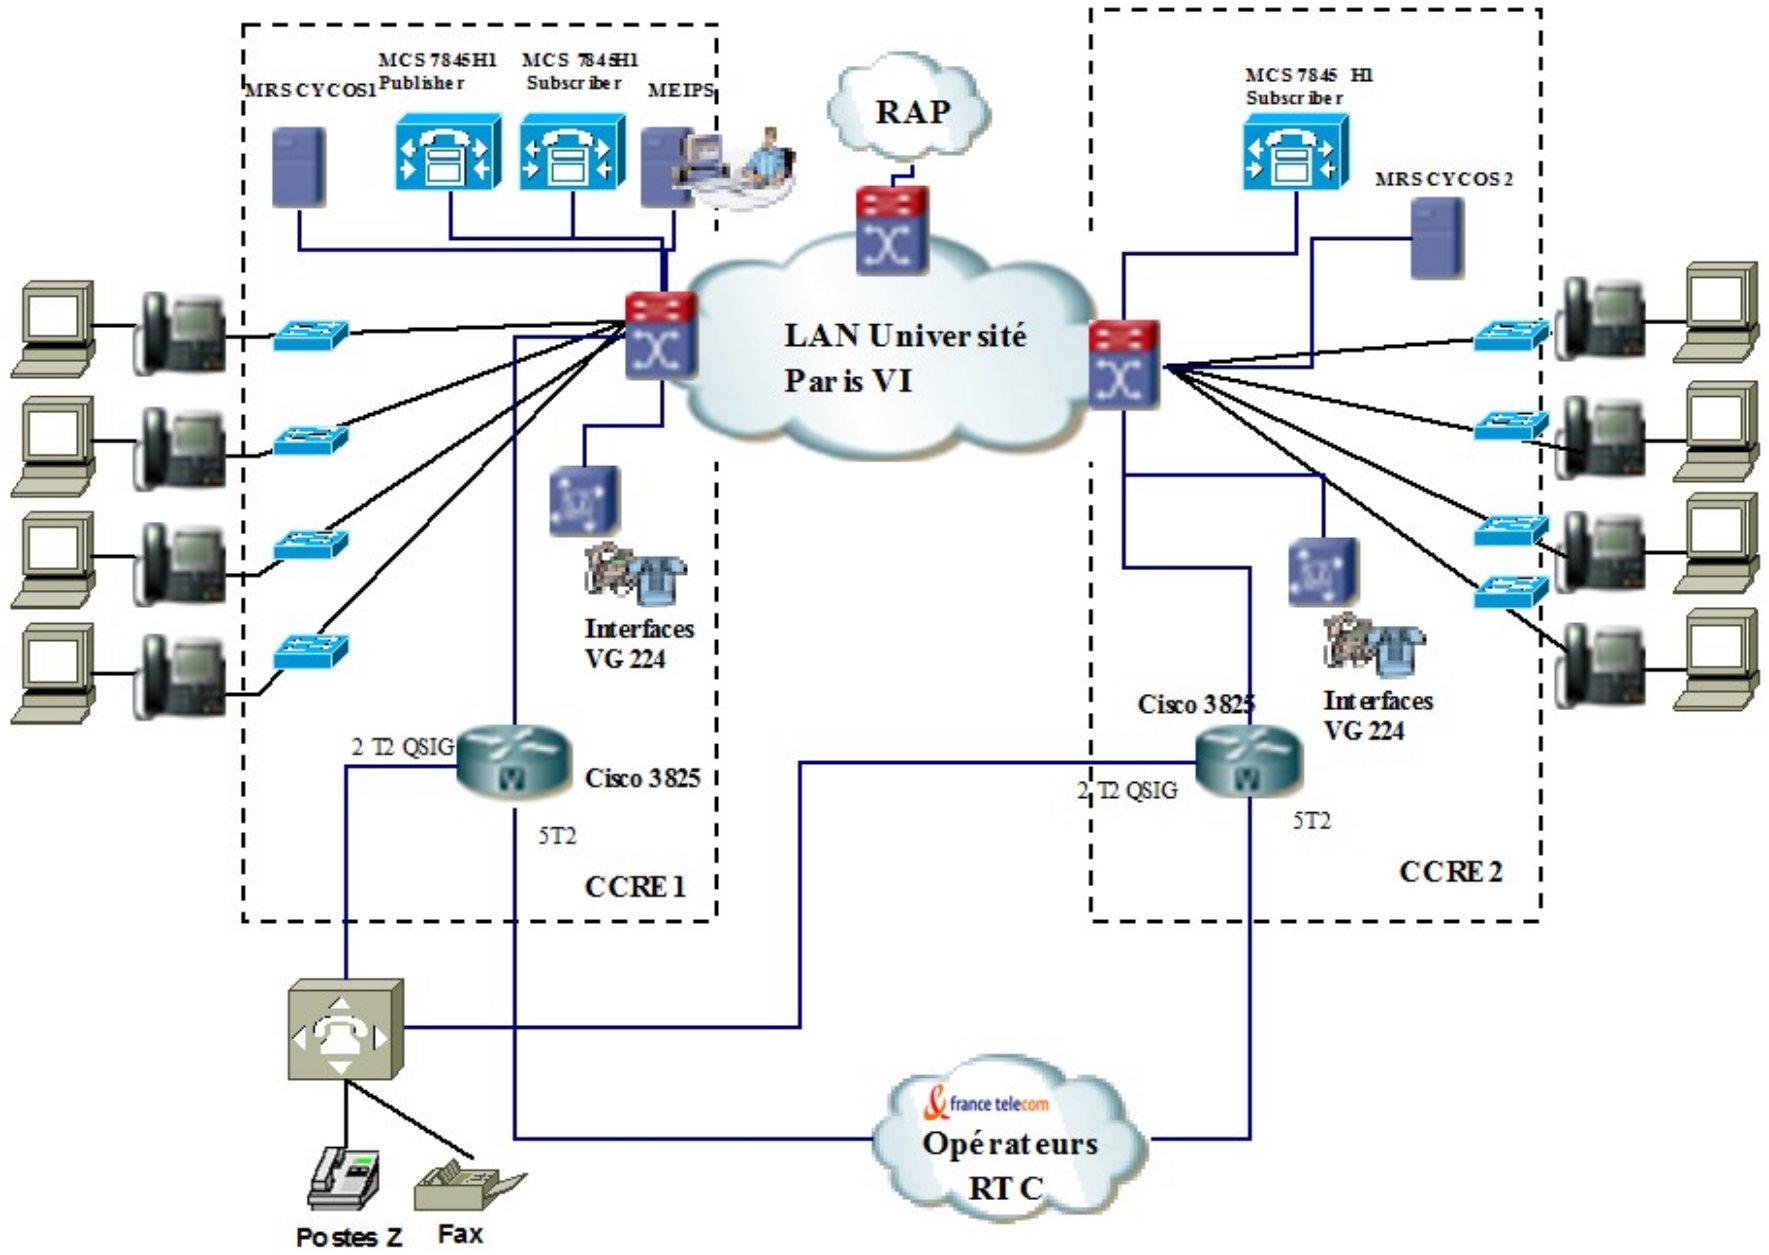 MCS 7845H1
Publisher
MCS 7845H1
Subscriber
MRS CYCOS1
MEIPS
RAP
MCS 7845 H1
Subscriber
MRS CYCOS 2
LAN Université
Paris VI
Interfaces
VG 224
Interfaces
VG 224
Cisco 3825
2 T2 QSIG
Cisco 3825
2 T2 QSIG
5T2
5T2
CCRE 1
CCRE 2
france telecom
Opérateurs
RTC
Postes Z
Fax